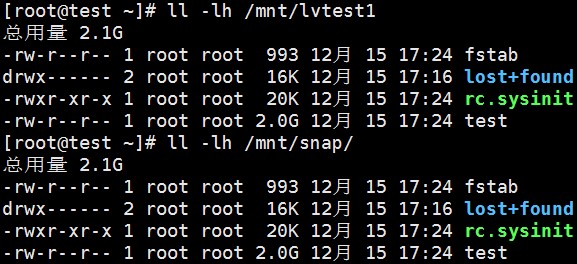 [root@test ~]# ll -lh /mnt/lvtest1
总用量 2.1G
-rw-r--r-- 1 root root  993 12月 15 17:24 fstab
drwx------ 2 root root  16K 12月 15 17:16 lost+found
-rwxr-xr-x 1 root root  20K 12月 15 17:24 rc.sysinit
-rw-r--r-- 1 root root 2.0G 12月 15 17:24 test
[root@test ~]# ll -lh /mnt/snap/
总用量 2.1G
-rw-r--r-- 1 root root  993 12月 15 17:24 fstab
drwx------ 2 root root  16K 12月 15 17:16 lost+found
-rwxr-xr-x 1 root root  20K 12月 15 17:24 rc.sysinit
-rw-r--r-- 1 root root 2.0G 12月 15 17:24 test